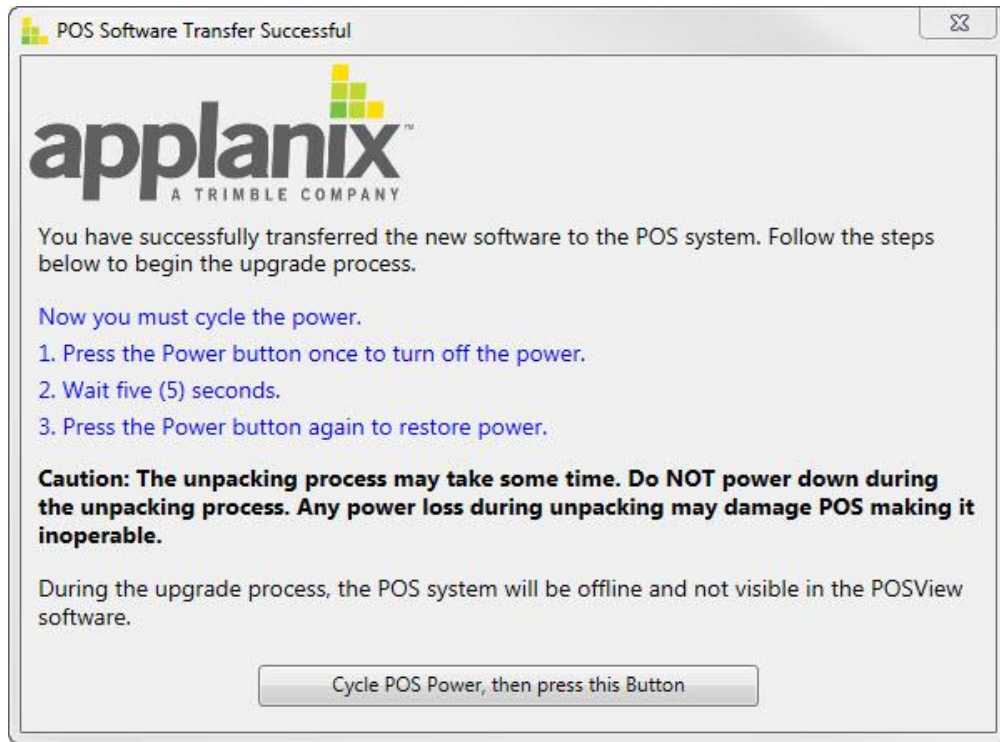 POS Software Transfer Successful
applanix™
A TRIMBLE COMPANY
You have successfully transferred the new software to the POS system. Follow the steps
below to begin the upgrade process.
Now you must cycle the power.
1. Press the Power button once to turn off the power.
2. Wait five (5) seconds.
3. Press the Power button again to restore power.
Caution: The unpacking process may take some time. Do NOT power down during
the unpacking process. Any power loss during unpacking may damage POS making it
inoperable.
During the upgrade process, the POS system will be offline and not visible in the POSView
software.
Cycle POS Power, then press this Button